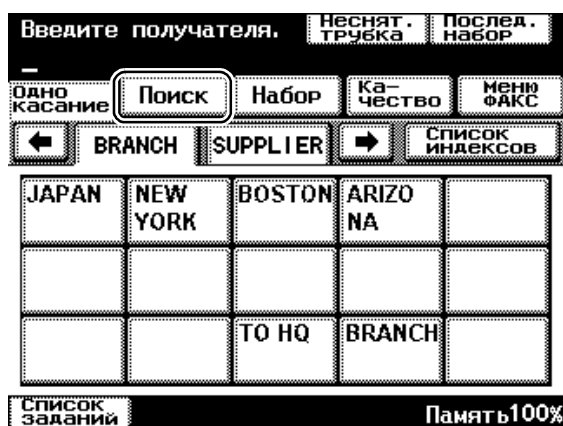 Введите получателя.
Неснят. трубка
Послед. набор
Одно касание
Поиск
Набор
Ка-чество
Меню ФАКС
BRANCH
SUPPLIER
Список индексов
JAPAN
NEW YORK
BOSTON
ARIZO NA
TO HQ
BRANCH
Список заданий
Память100%